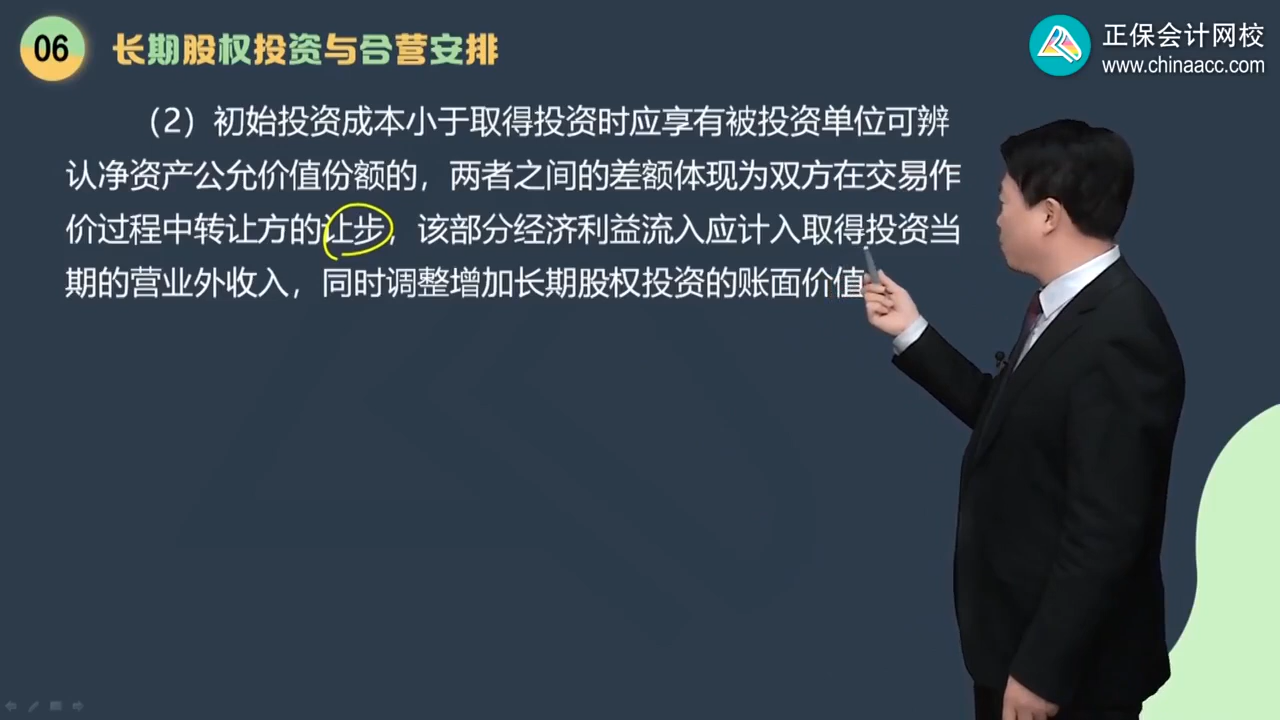 06 长期股权投资与合营安排
正保会计网校
www.chinaacc.com
（2）初始投资成本小于取得投资时应享有被投资单位可辨
认净资产公允价值份额的，两者之间的差额体现为双方在交易作
价过程中转让方的让步，该部分经济利益流入应计入取得投资当
期的营业外收入，同时调整增加长期股权投资的账面价值